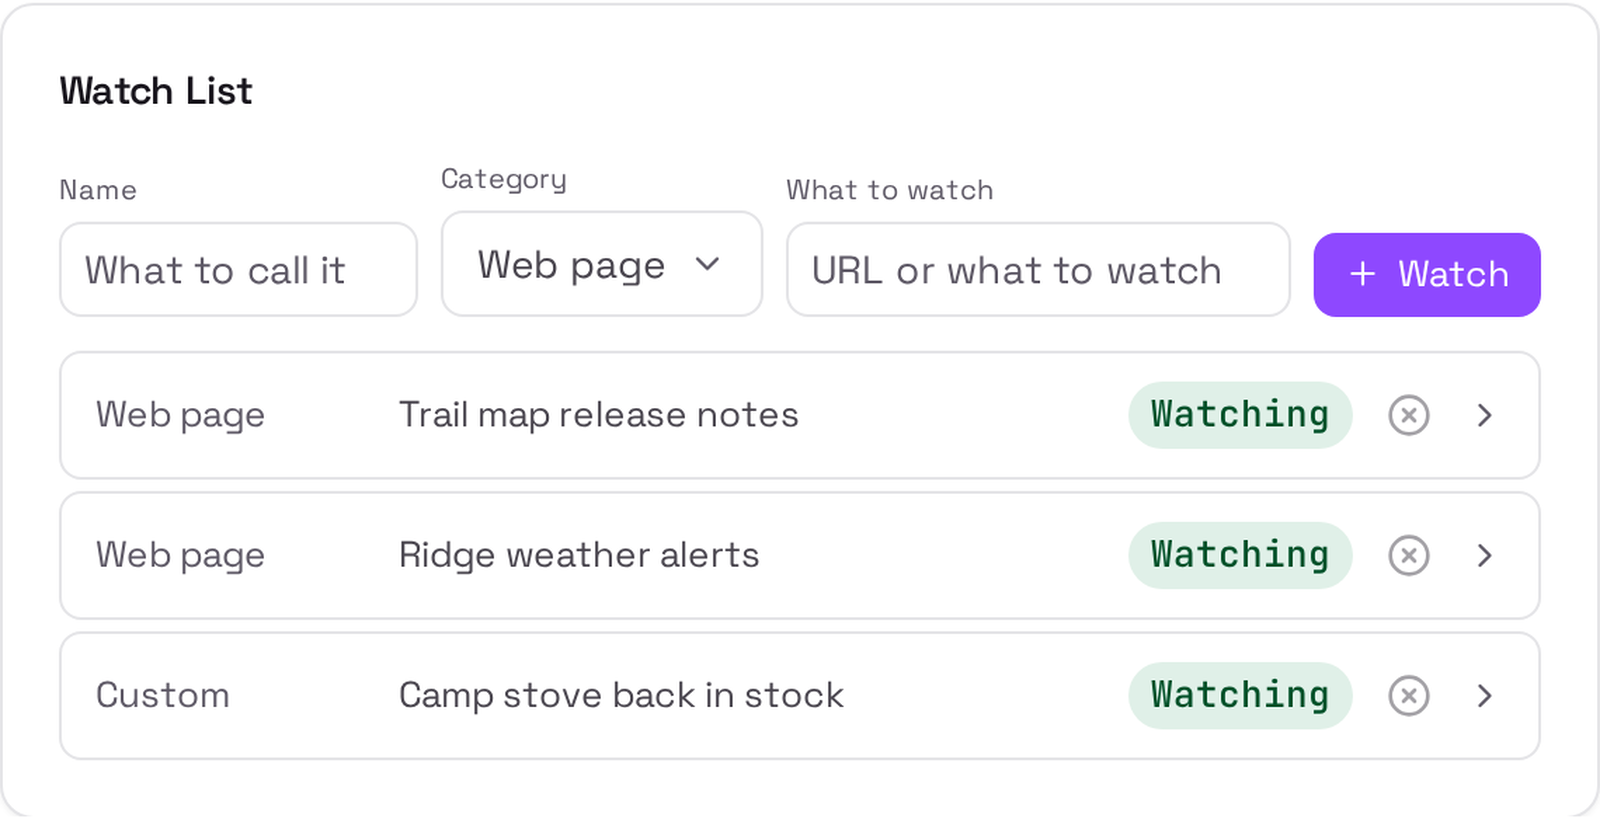 Watch List
Name
Category
What to watch
What to call it
Web page
URL or what to watch
+ Watch
Web page Trail map release notes Watching
Web page Ridge weather alerts Watching
Custom Camp stove back in stock Watching